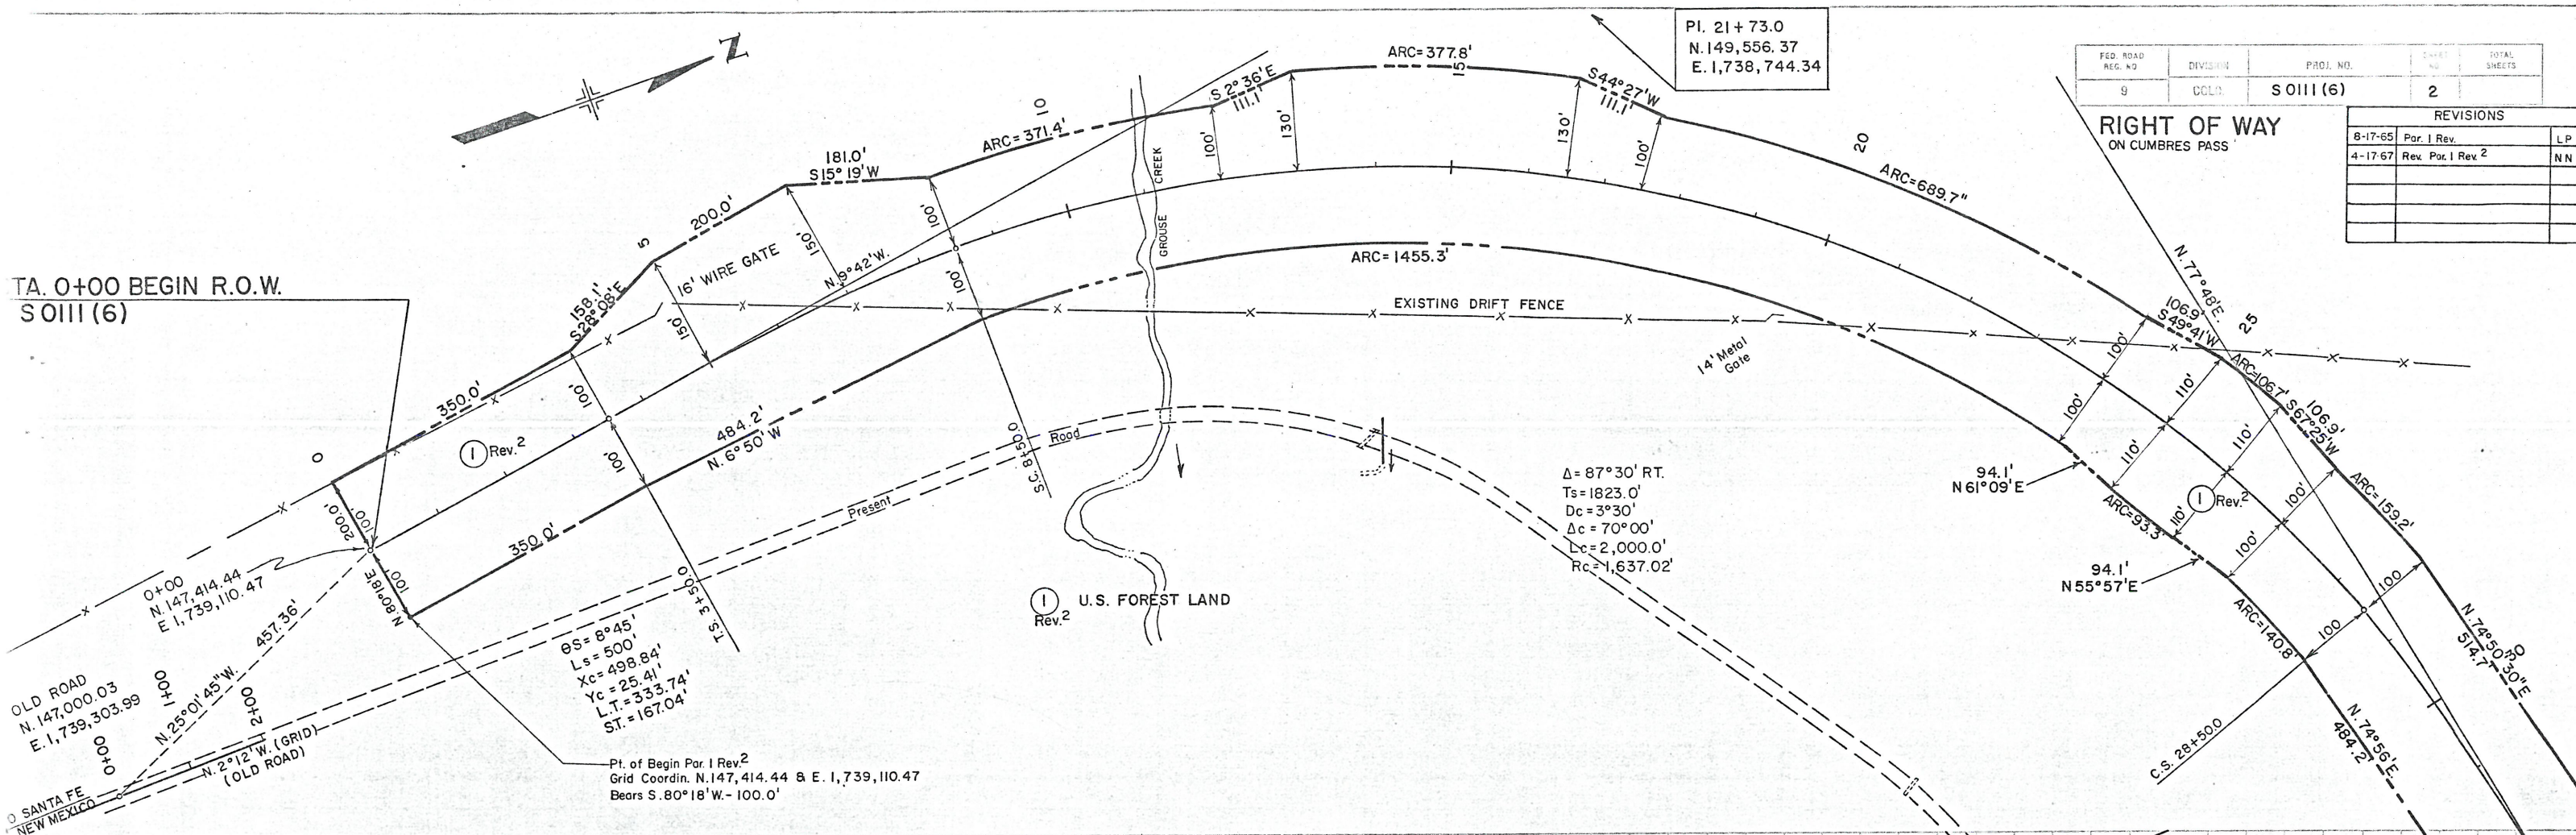 Z
PI. 21+73.0
N.149,556.37
E.1,738,744.34
FED. ROAD
REG. NO
DIVISION
PROJ. NO.
TOTAL
SHEETS
9
COLO.
S 0111 (6)
2
RIGHT OF WAY
ON CUMBRES PASS
REVISIONS
8-17-65 Par. 1 Rev. LP
4-17-67 Rev. Par. 1 Rev.2 NN
TA. 0+00 BEGIN R.O.W.
S 0111 (6)
0
350.0'
158.1'
S28°08'E
5
200.0'
181.0'
S15°19'W
ARC=371.4'
10
S 2°36'E
111.1'
ARC=377.8'
15
S44°27'W
111.1'
20
ARC=689.7"
N. 77°48'E.
106.9'
S49°41'W
25
ARC=106.7'
106.9'
S67°25'W
ARC=159.2'
N.74°50'30"E
514.7'
30
100'
130'
130'
100'
100'
100'
150'
150'
100'
100'
16' WIRE GATE
N.9°42'W.
CREEK
GROUSE
ARC=1455.3'
EXISTING DRIFT FENCE
14' Metal
Gate
100'
100'
110'
110'
110'
110'
100'
100'
100
100
1 Rev.2
1 Rev.2
200.0'
100'
100'
N.80°18'E
350.0'
484.2'
N. 6°50'W
S.C. 8+50.0
T.S. 3+50.0
Present
Road
0+00
N.147,414.44
E 1,739,110.47
457.36'
N.25°01'45"W.
OLD ROAD
N.147,000.03
E.1,739,303.99
0+00
1+00
2+00
N.2°12'W.(GRID)
(OLD ROAD)
O SANTA FE
NEW MEXICO
θS= 8°45'
Ls = 500'
Xc= 498.84'
Yc = 25.41'
L.T.= 333.74'
ST.= 167.04'
Pt. of Begin Par. 1 Rev.2
Grid Coordin. N.147,414.44 & E.1,739,110.47
Bears S.80°18'W.- 100.0'
1 U.S. FOREST LAND
Rev.2
Δ= 87°30' RT.
Ts=1823.0'
Dc=3°30'
Δc = 70°00'
Lc=2,000.0'
Rc=1,637.02'
94.1'
N 61°09'E
ARC=93.3'
94.1'
N 55°57'E
ARC=140.8'
C.S. 28+50.0
N.74°56'E.
484.2'